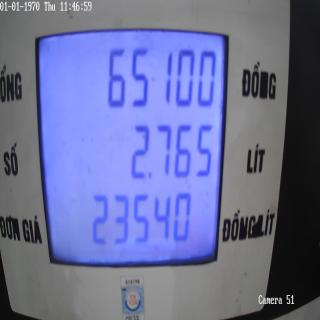 01-01-1970 Thu 11:46:59
ỔNG 65100 ĐỒNG
SỐ 2.765 LÍT
ĐƠN GIÁ 23540 ĐỒNG/LÍT
Camera 51